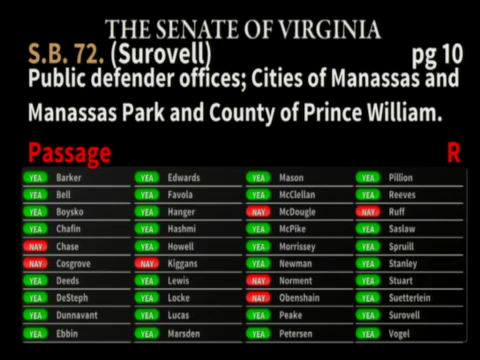 THE SENATE OF VIRGINIA
S.B. 72. (Surovell) pg 10
Public defender offices; Cities of Manassas and
Manassas Park and County of Prince William.
Passage R
YEA Barker YEA Edwards YEA Mason YEA Pillion
YEA Bell YEA Favola YEA McClellan YEA Reeves
YEA Boysko YEA Hanger NAY McDougle NAY Ruff
YEA Chafin YEA Hashmi YEA McPike YEA Saslaw
NAY Chase YEA Howell YEA Morrissey YEA Spruill
NAY Cosgrove NAY Kiggans YEA Newman YEA Stanley
YEA Deeds YEA Lewis NAY Norment YEA Stuart
YEA DeSteph YEA Locke NAY Obenshain YEA Suetterlein
YEA Dunnavant YEA Lucas YEA Peake YEA Surovell
YEA Ebbin YEA Marsden YEA Petersen YEA Vogel